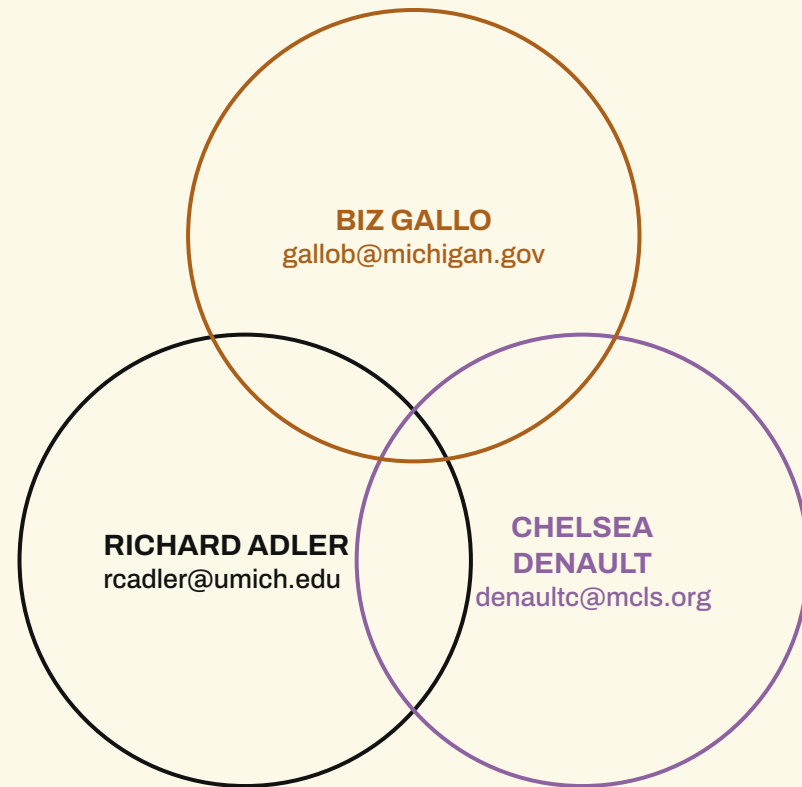 BIZ GALLO
gallob@michigan.gov
RICHARD ADLER
rcadler@umich.edu
CHELSEA
DENAULT
denaultc@mcls.org